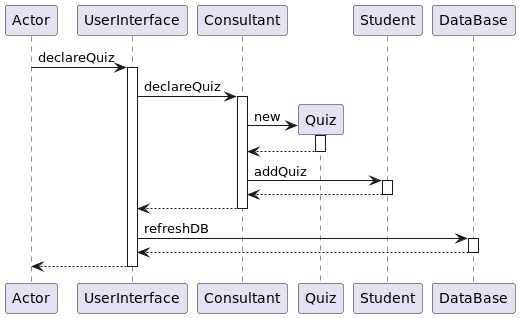 Actor UserInterface Consultant Student DataBase
declareQuiz
declareQuiz
new
Quiz
addQuiz
refreshDB
Actor UserInterface Consultant Quiz Student DataBase